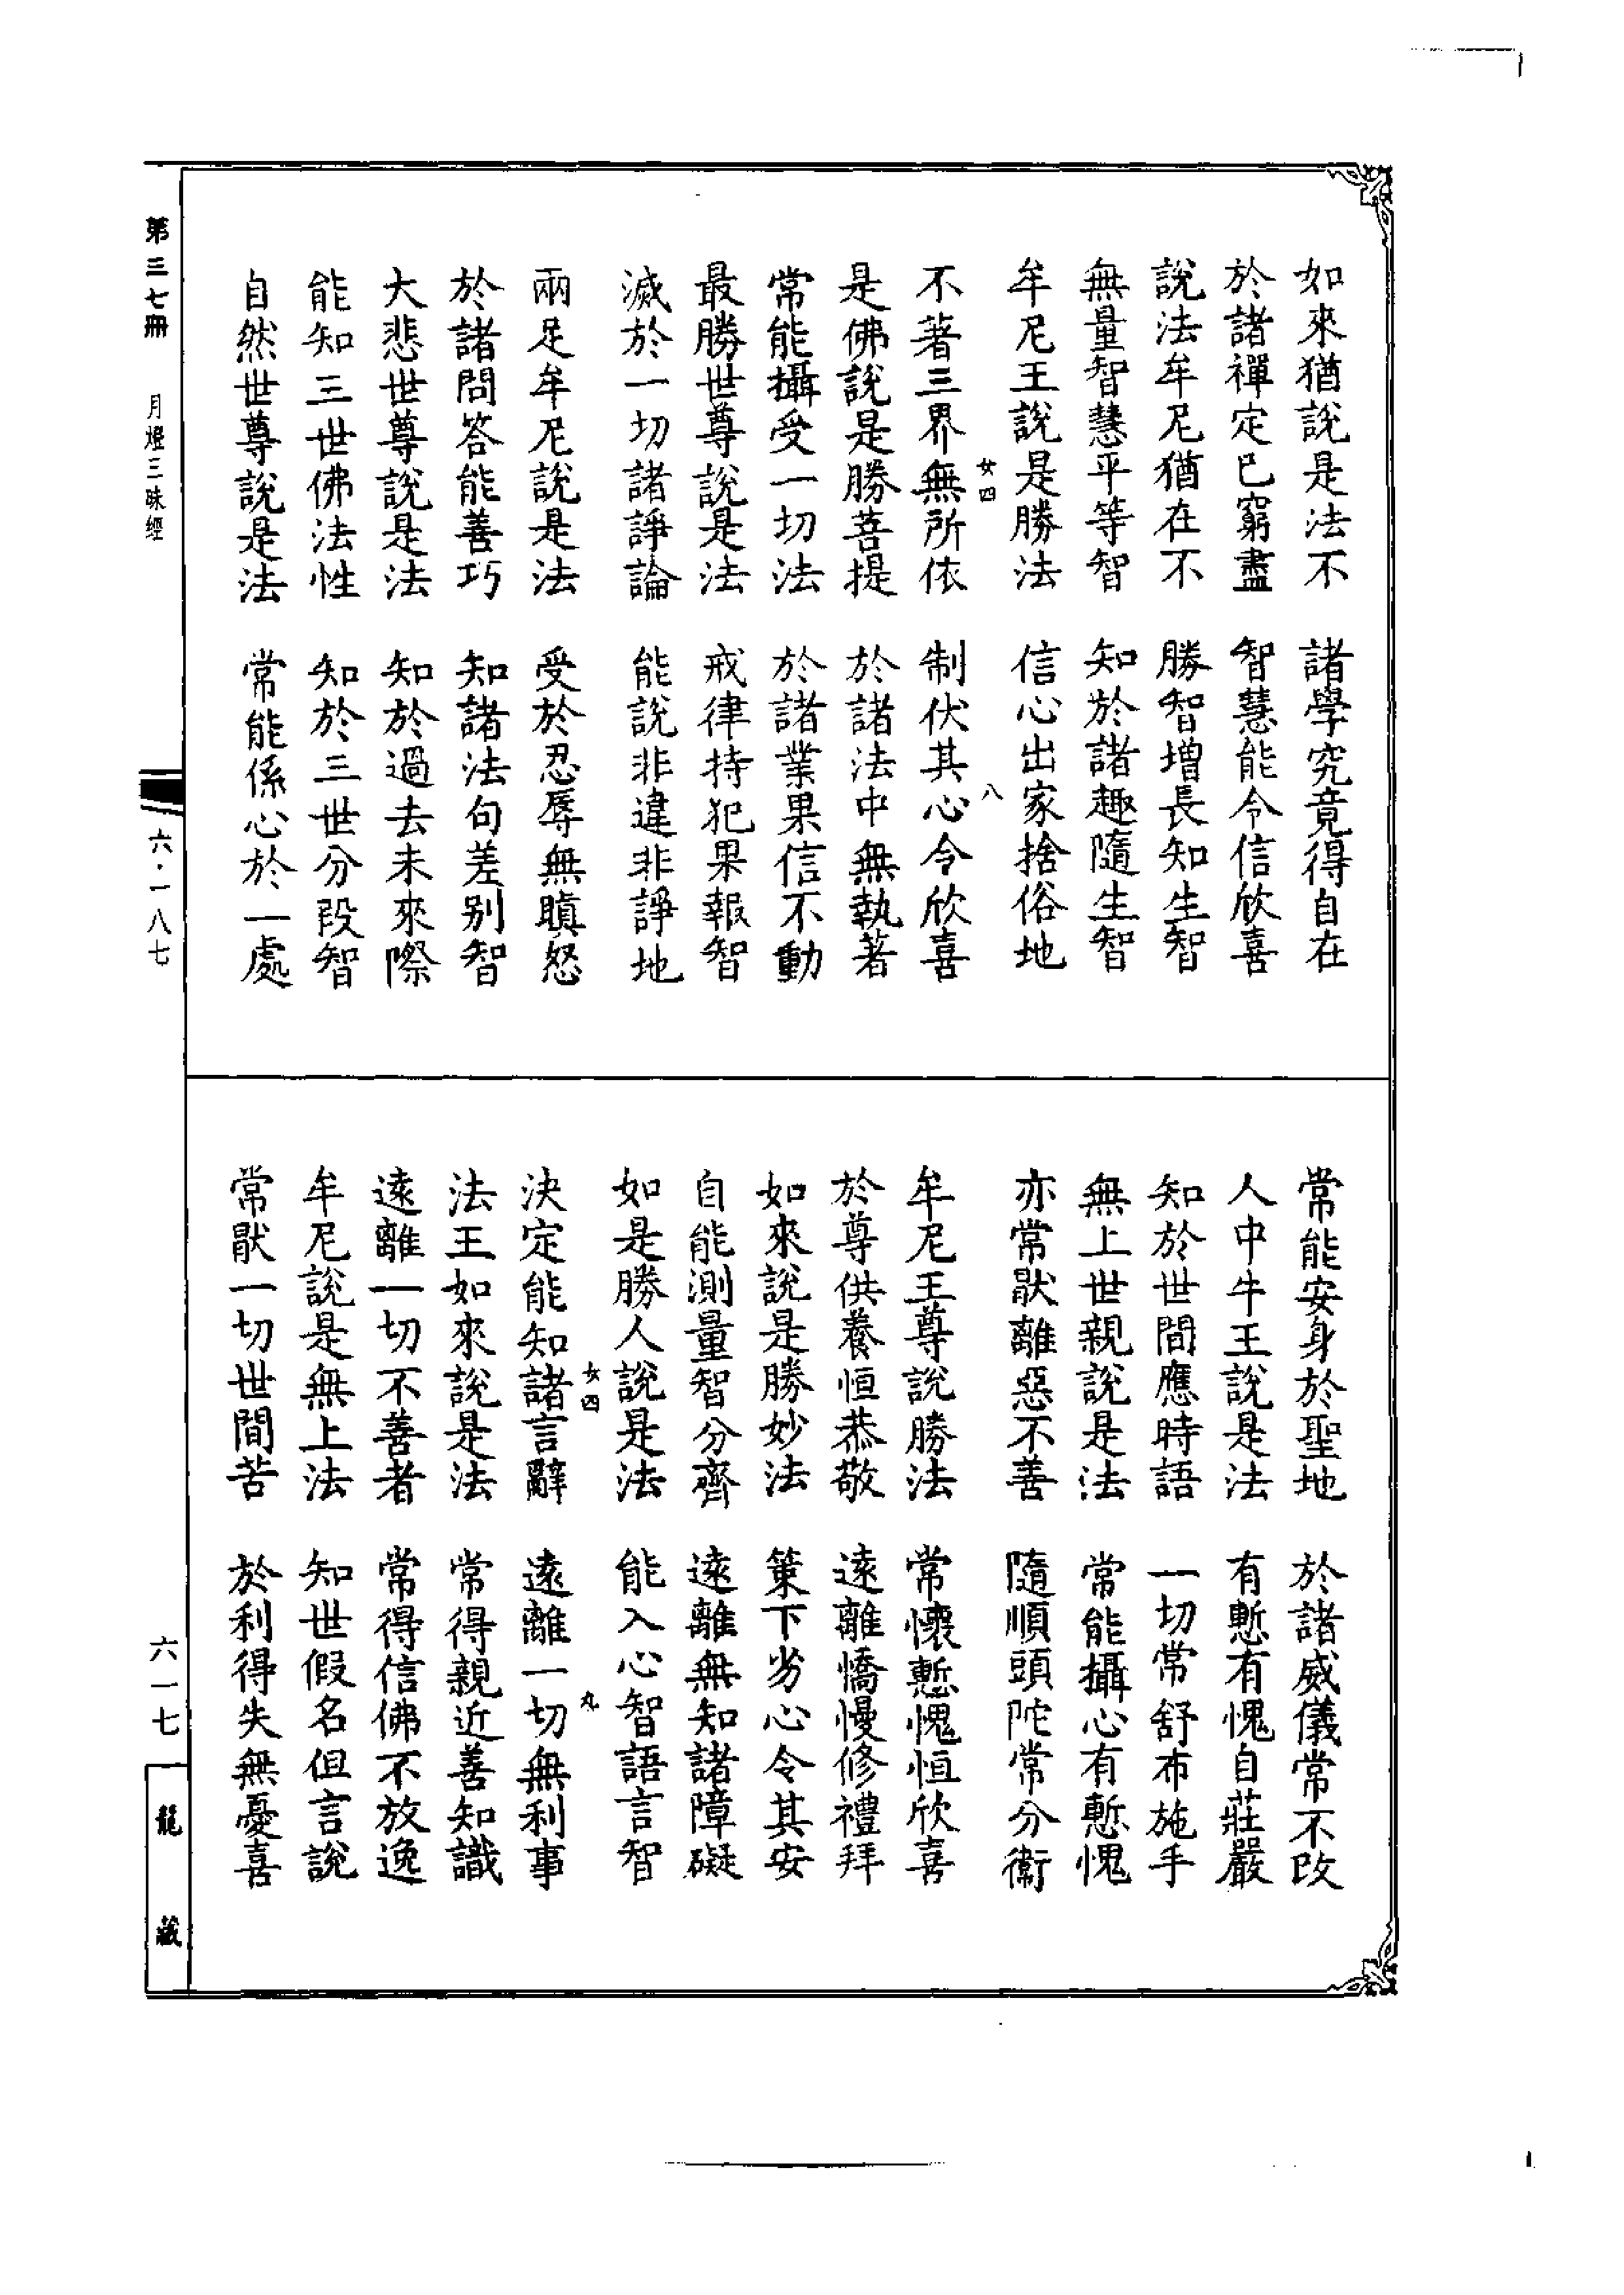 如來猶說是法不　諸學究竟得自在
於諸禪定已窮盡　智慧能令信欣喜
說法牟尼猶在不　勝智增長知生智
無量智慧平等智　知於諸趣隨生智
牟尼王說是勝法　信心出家捨俗地
女四　八
不著三界無所依　制伏其心令欣喜
是佛說是勝菩提　於諸法中無執著
常能攝受一切法　於諸業果信不動
最勝世尊說是法　戒律持犯果報智
滅於一切諸諍論　能說非違非諍地
兩足牟尼說是法　受於忍辱無瞋怒
於諸問答能善巧　知諸法句差別智
大悲世尊說是法　知於過去未來際
能知三世佛法性　知於三世分段智
自然世尊說是法　常能係心於一處
常能安身於聖地　於諸威儀常不改
人中牛王說是法　有慙有愧自莊嚴
知於世間應時語　一切常舒布施手
無上世親說是法　常能攝心有慙愧
亦常猒離惡不善　隨順頭陀常分衞
牟尼王尊說勝法　常懷慙愧恒欣喜
於尊供養恒恭敬　遠離憍慢修禮拜
如來說是勝妙法　策下劣心令其安
自能測量智分齊　遠離無知諸障礙
如是勝人說是法　能入心智語言智
女四　九
決定能知諸言辭　遠離一切無利事
法王如來說是法　常得親近善知識
遠離一切不善者　常得信佛不放逸
牟尼說是無上法　知世假名但言說
常猒一切世間苦　於利得失無憂喜
第三七冊　月燈三昧經
六·一八七
六一七
龍藏